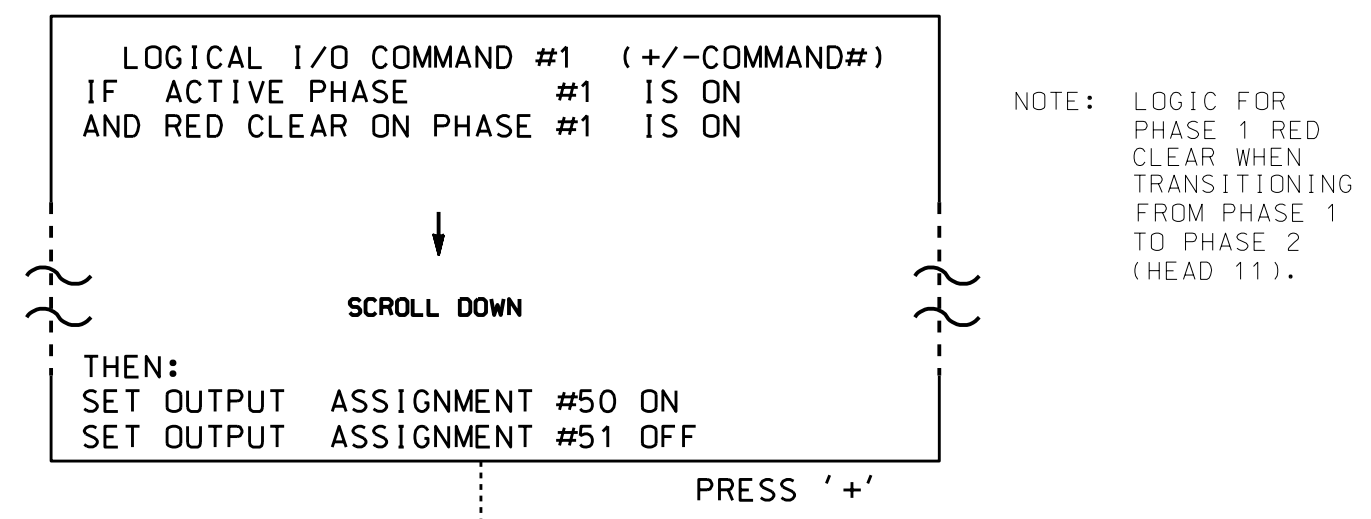 LOGICAL I/O COMMAND #1 (+/-COMMAND#)
IF ACTIVE PHASE #1 IS ON
AND RED CLEAR ON PHASE #1 IS ON
SCROLL DOWN
THEN:
SET OUTPUT ASSIGNMENT #50 ON
SET OUTPUT ASSIGNMENT #51 OFF
PRESS '+'
NOTE: LOGIC FOR
PHASE 1 RED
CLEAR WHEN
TRANSITIONING
FROM PHASE 1
TO PHASE 2
(HEAD 11).